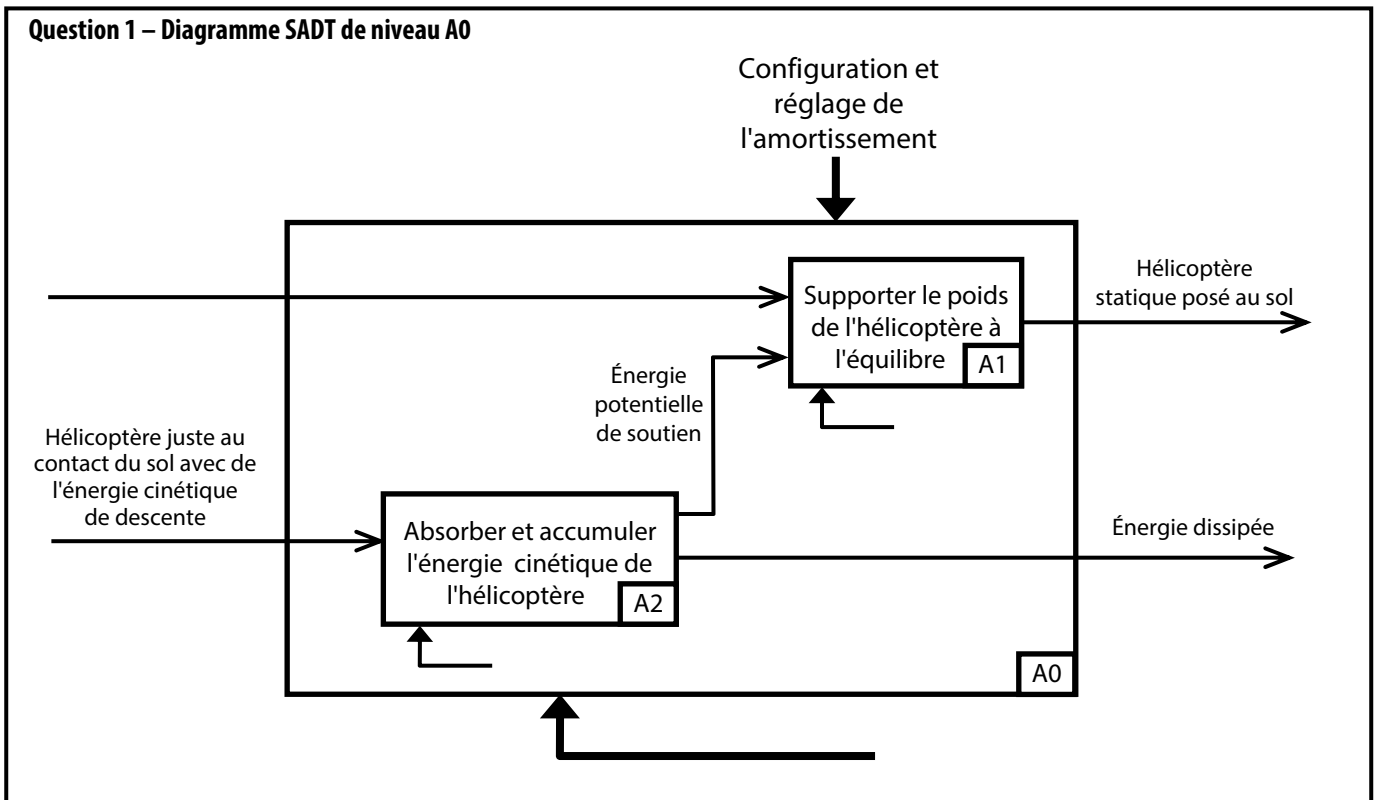 Question 1 – Diagramme SADT de niveau A0
Configuration et
réglage de
l'amortissement
Supporter le poids
de l'hélicoptère à
l'équilibre
A1
Hélicoptère
statique posé au sol
Énergie
potentielle
de soutien
Hélicoptère juste au
contact du sol avec de
l'énergie cinétique
de descente
Absorber et accumuler
l'énergie cinétique de
l'hélicoptère
A2
Énergie dissipée
A0